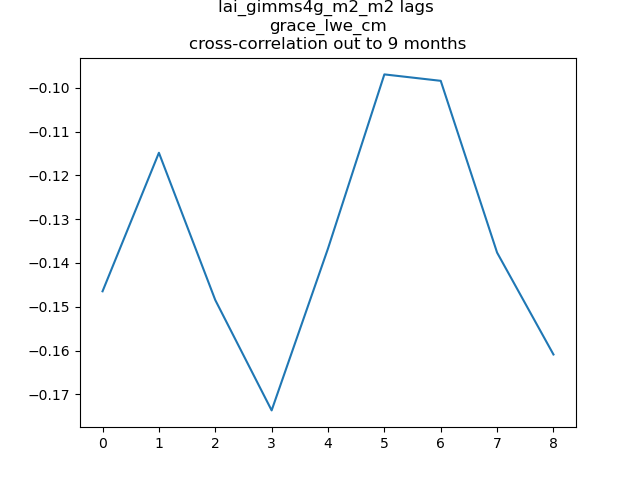 lai_gimms4g_m2_m2 lags
grace_lwe_cm
cross-correlation out to 9 months
−0.10
−0.11
−0.12
−0.13
−0.14
−0.15
−0.16
−0.17
0 1 2 3 4 5 6 7 8